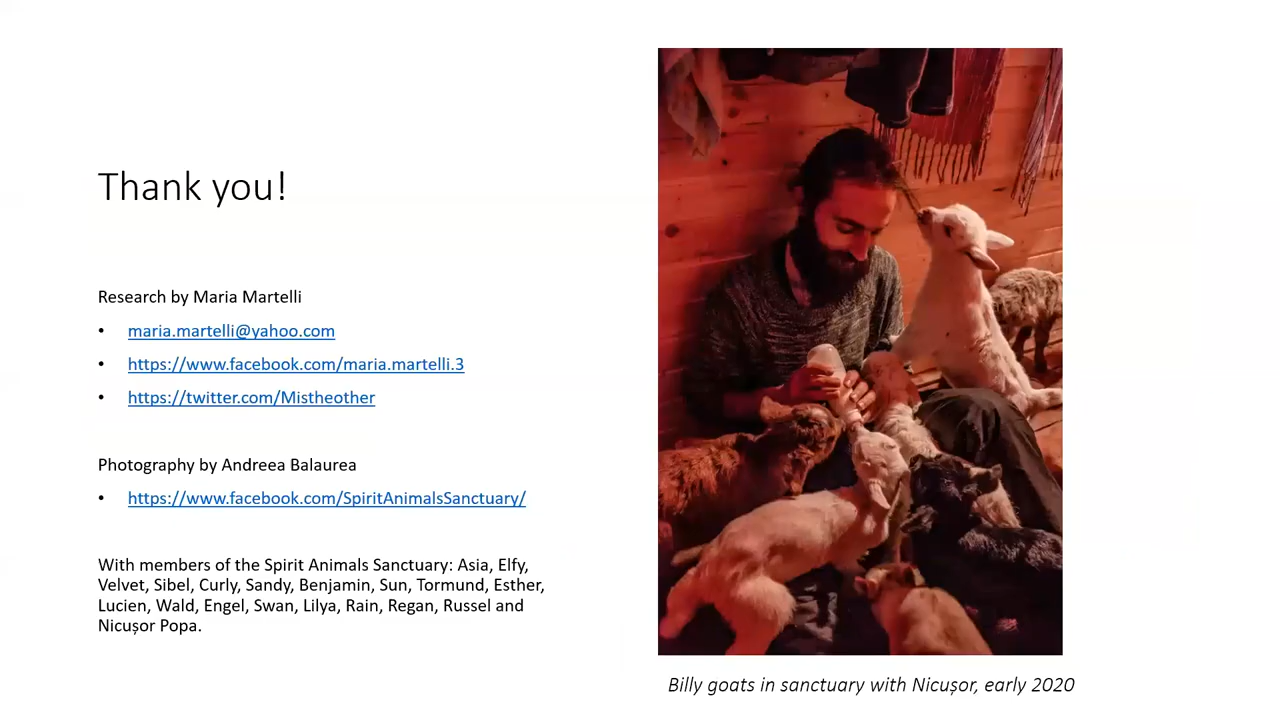 Thank you!
Research by Maria Martelli
• maria.martelli@yahoo.com
• https://www.facebook.com/maria.martelli.3
• https://twitter.com/Mistheother
Photography by Andreea Balaurea
• https://www.facebook.com/SpiritAnimalsSanctuary/
With members of the Spirit Animals Sanctuary: Asia, Elfy,
Velvet, Sibel, Curly, Sandy, Benjamin, Sun, Tormund, Esther,
Lucien, Wald, Engel, Swan, Lilya, Rain, Regan, Russel and
Nicușor Popa.
Billy goats in sanctuary with Nicușor, early 2020